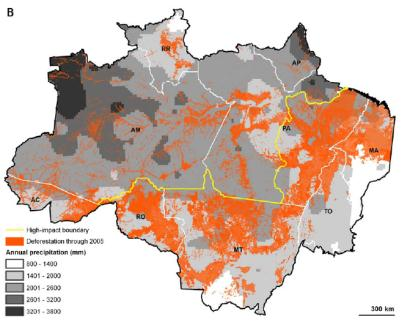 B
RR
AP
AM
PA
MA
AC
RO
TO
MT
High-impact boundary
Deforestation through 2005
Annual precipitation (mm)
800 - 1400
1401 - 2000
2001 - 2600
2601 - 3200
3201 - 3800
300 km